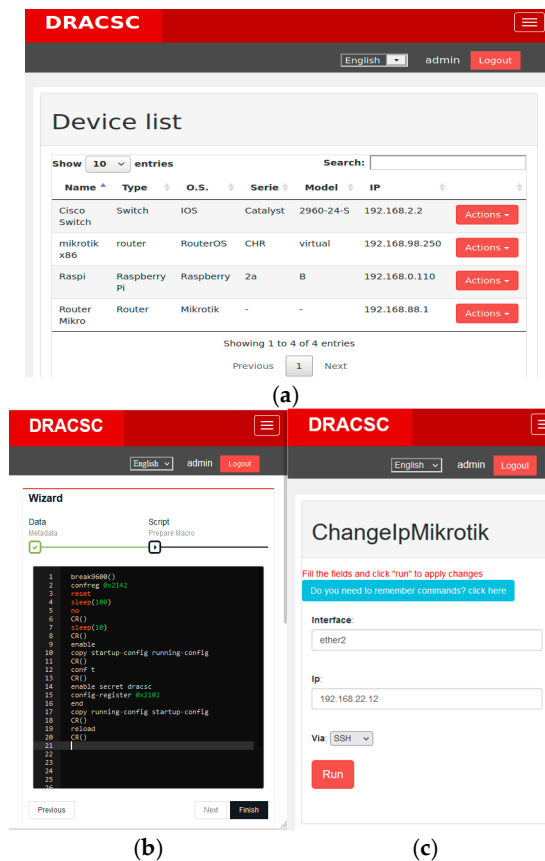 DRACSC
English admin Logout
Device list
Show 10 entries Search:
Name Type O.S. Serie Model IP
Cisco Switch Switch IOS Catalyst 2960-24-S 192.168.2.2 Actions
mikrotik x86 router RouterOS CHR virtual 192.168.98.250 Actions
Raspi Raspberry Pi Raspberry 2a B 192.168.0.110 Actions
Router Mikro Router Mikrotik - - 192.168.88.1 Actions
Showing 1 to 4 of 4 entries
Previous 1 Next
(a)
DRACSC
English admin Logout
Wizard
Data Script
Metadata Prepare Macro
1 break9600()
2 confreg 0x2142
3 reset
4 sleep(100)
5 no
6 CR()
7 sleep(10)
8 CR()
9 enable
10 copy startup-config running-config
11 CR()
12 conf t
13 CR()
14 enable secret dracsc
15 config-register 0x2102
16 end
17 copy running-config startup-config
18 CR()
19 reload
20 CR()
21
22
23
24
25
26
Previous Next Finish
(b)
DRACSC
English admin Logout
ChangeIpMikrotik
Fill the fields and click "run" to apply changes
Do you need to remember commands? click here
Interface:
ether2
Ip:
192.168.22.12
Via: SSH
Run
(c)